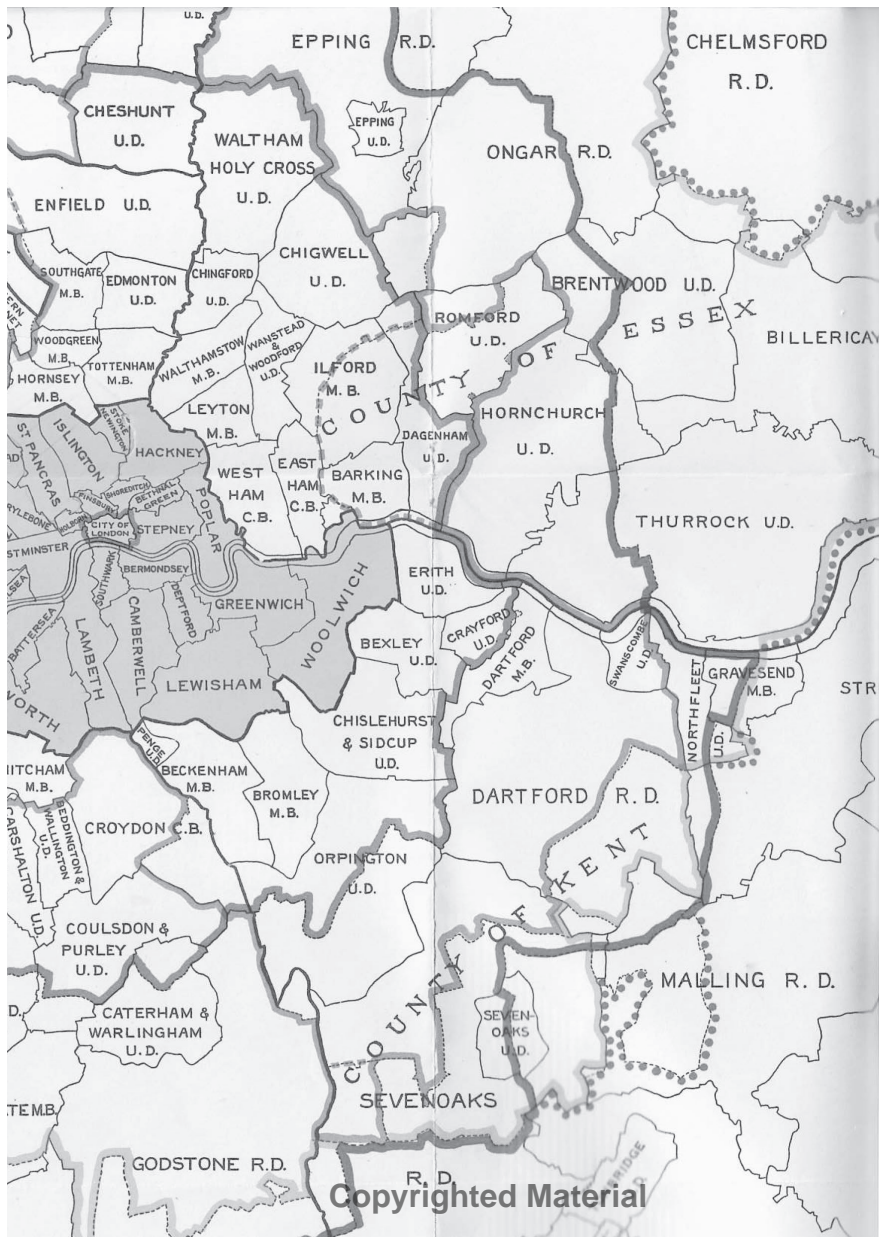 U.D.
EPPING R.D.
CHELMSFORD
R.D.
CHESHUNT
U.D.
EPPING
U.D.
WALTHAM
HOLY CROSS
U.D.
ONGAR R.D.
ENFIELD U.D.
CHIGWELL
U.D.
SOUTHGATE
M.B.
EDMONTON
U.D.
CHINGFORD
U.D.
BRENTWOOD U.D.
ROMFORD
U.D.
COUNTY OF ESSEX
BILLERICAY
WOODGREEN
M.B.
TOTTENHAM
M.B.
HORNSEY
M.B.
WALTHAMSTOW
M.B.
WANSTEAD
&
WOODFORD
U.D.
ILFORD
M.B.
LEYTON
M.B.
HORNCHURCH
U.D.
DAGENHAM
U.D.
STOKE
NEWINGTON
HACKNEY
ISLINGTON
ST PANCRAS
WEST
HAM
C.B.
EAST
HAM
C.B.
BARKING
M.B.
SHOREDITCH
FINSBURY
BETHNAL
GREEN
POPLAR
RYLEBONE
HOLBORN
CITY OF
LONDON
STEPNEY
THURROCK U.D.
STMINSTER
SOUTHWARK
BERMONDSEY
DEPTFORD
GREENWICH
WOOLWICH
ERITH
U.D.
LSEA
BATTERSEA
LAMBETH
CAMBERWELL
LEWISHAM
BEXLEY
U.D.
CRAYFORD
U.D.
DARTFORD
M.B.
SWANSCOMBE
U.D.
NORTHFLEET
U.D.
GRAVESEND
M.B.
STR
WORTH
CHISLEHURST
& SIDCUP
U.D.
PENGE
U.D.
MITCHAM
M.B.
BECKENHAM
M.B.
BROMLEY
M.B.
DARTFORD R.D.
CROYDON C.B.
BEDDINGTON &
WALLINGTON
U.D.
CARSHALTON U.D.
ORPINGTON
U.D.
COUNTY OF KENT
COULSDON &
PURLEY
U.D.
MALLING R.D.
D.
CATERHAM &
WARLINGHAM
U.D.
SEVEN-
OAKS
U.D.
TE M.B.
SEVENOAKS
R.D.
GODSTONE R.D.
Copyrighted Material